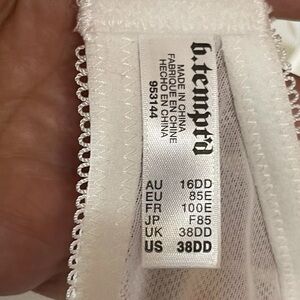 b.tempt'd
MADE IN CHINA
FABRIQUE EN CHINE
HECHO EN CHINA
953144
AU 16DD
EU 85E
FR 100E
JP F85
UK 38DD
US 38DD